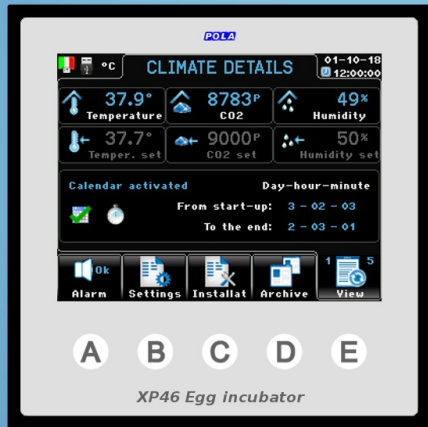 POLA
°C CLIMATE DETAILS 01-10-18
12:00:00
37.9° 8783P 49%
Temperature CO2 Humidity
37.7° 9000P 50%
Temper. set CO2 set Humidity set
Calendar activated Day-hour-minute
From start-up: 3 - 02 - 03
To the end: 2 - 03 - 01
Ok 1 5
Alarm Settings Installat Archive View
A B C D E
XP46 Egg incubator